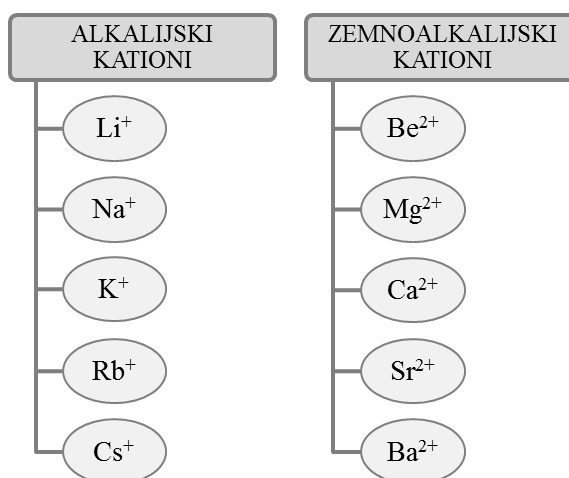 ALKALIJSKI
KATIONI
Li⁺
Na⁺
K⁺
Rb⁺
Cs⁺
ZEMNOALKALIJSKI
KATIONI
Be²⁺
Mg²⁺
Ca²⁺
Sr²⁺
Ba²⁺